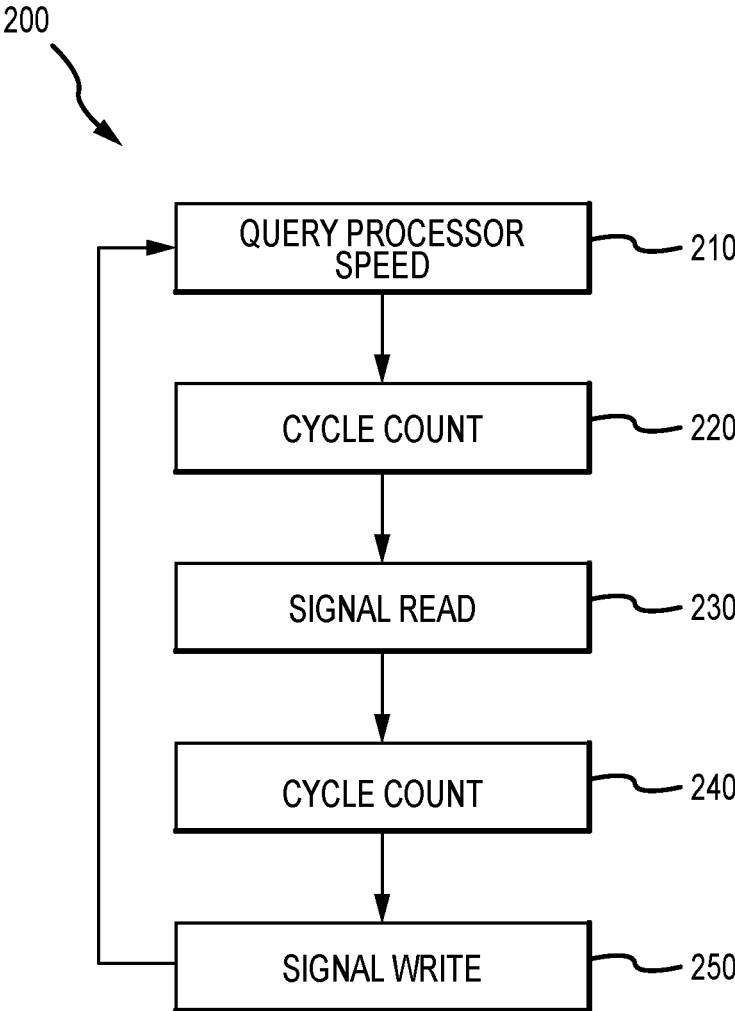 200
QUERY PROCESSOR
SPEED
210
CYCLE COUNT
220
SIGNAL READ
230
CYCLE COUNT
240
SIGNAL WRITE
250